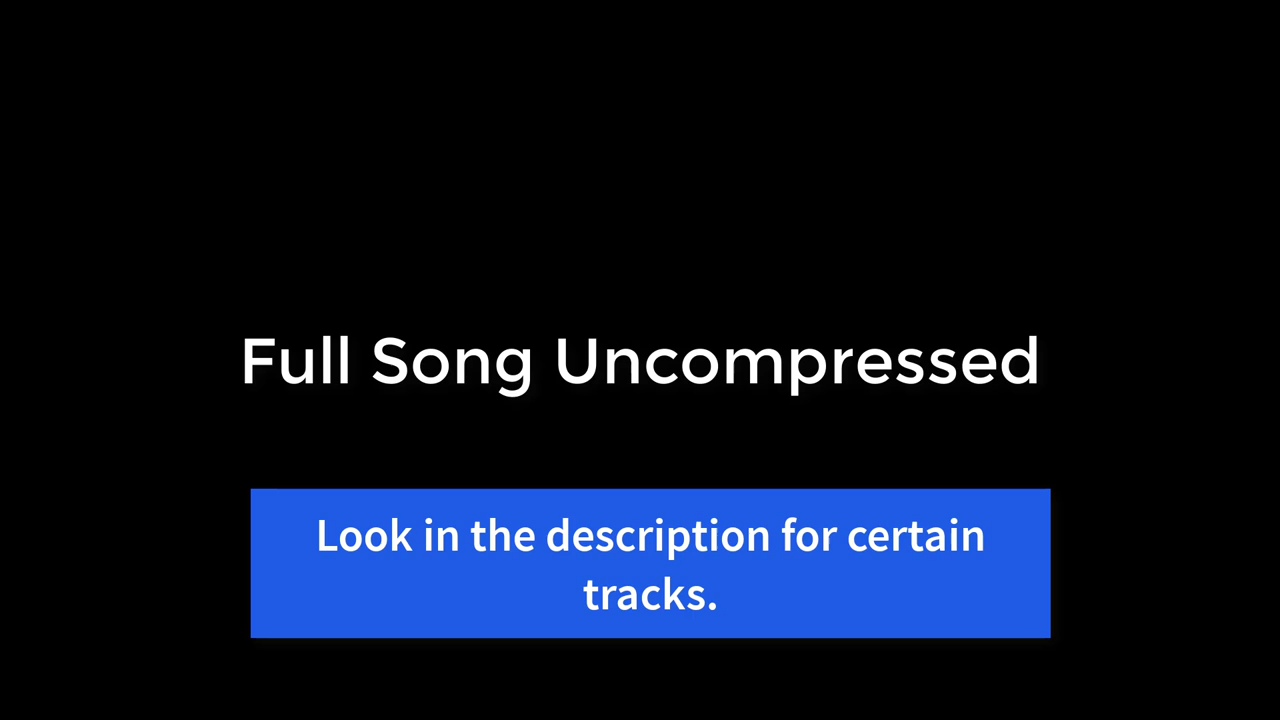 Full Song Uncompressed
Look in the description for certain
tracks.